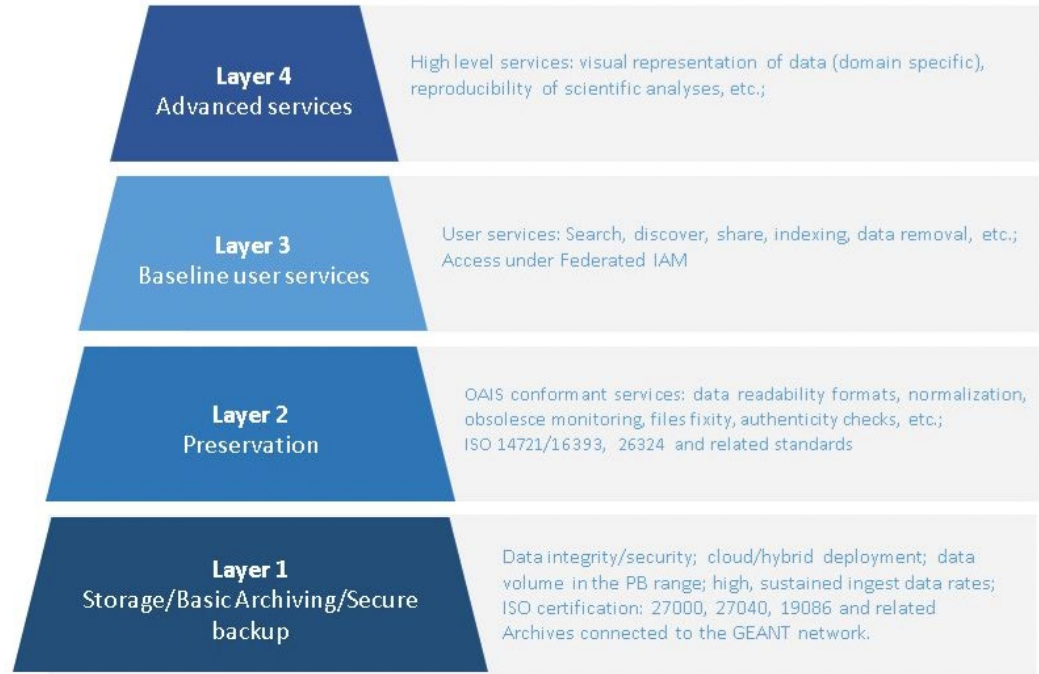 Layer 4
Advanced services
High level services: visual representation of data (domain specific),
reproducibility of scientific analyses, etc.;
Layer 3
Baseline user services
User services: Search, discover, share, indexing, data removal, etc.;
Access under Federated IAM
Layer 2
Preservation
OAIS conformant services: data readability formats, normalization,
obsolesce monitoring, files fixity, authenticity checks, etc.;
ISO 14721/16393, 26324 and related standards
Layer 1
Storage/Basic Archiving/Secure
backup
Data integrity/security; cloud/hybrid deployment; data
volume in the PB range; high, sustained ingest data rates;
ISO certification: 27000, 27040, 19086 and related
Archives connected to the GEANT network.